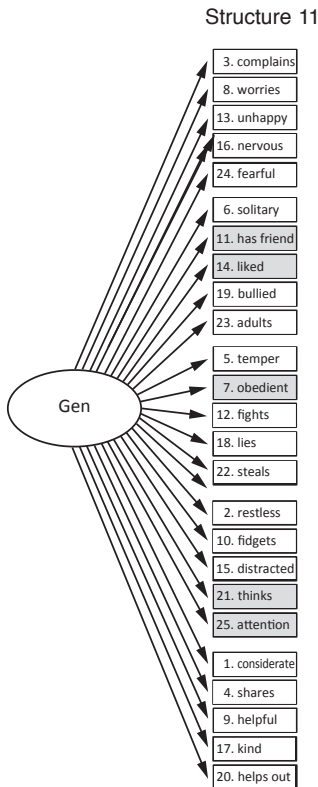 Structure 11
3. complains
8. worries
13. unhappy
16. nervous
24. fearful
6. solitary
11. has friend
14. liked
19. bullied
23. adults
5. temper
7. obedient
12. fights
18. lies
22. steals
2. restless
10. fidgets
15. distracted
21. thinks
25. attention
1. considerate
4. shares
9. helpful
17. kind
20. helps out
Gen